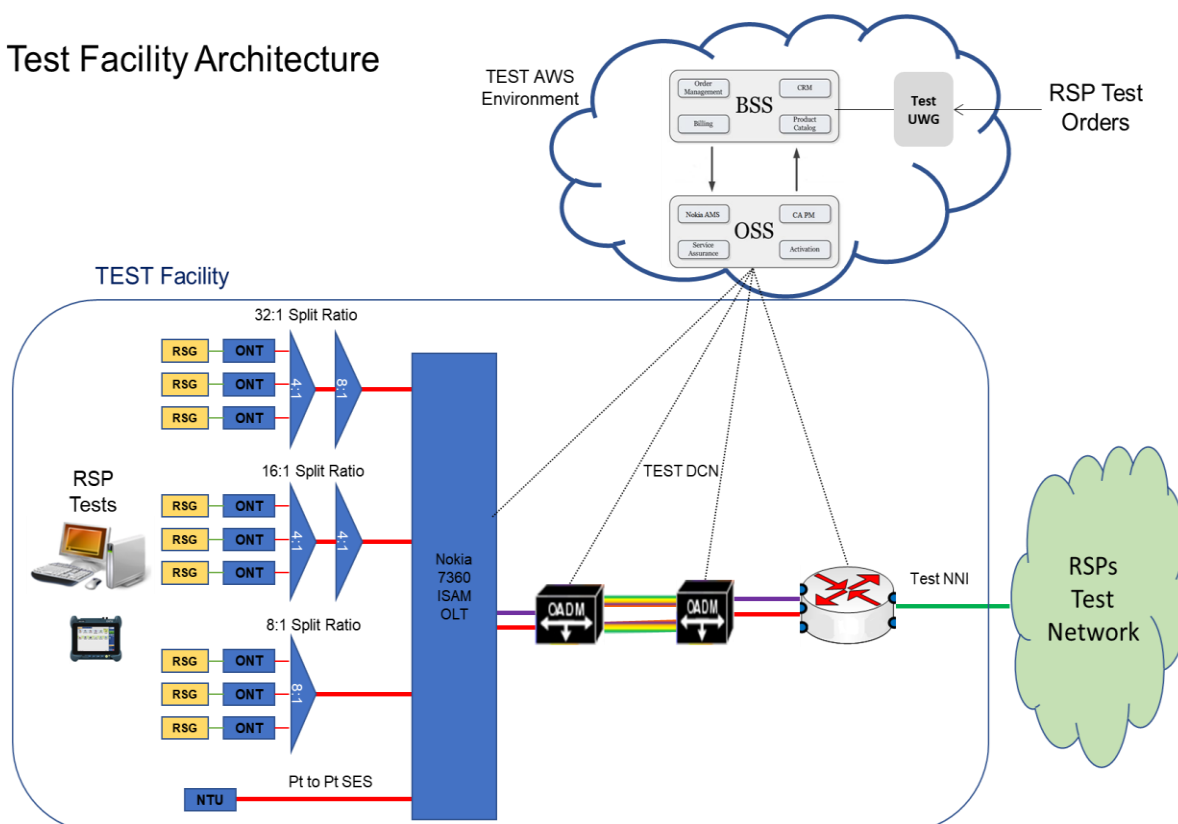 Test Facility Architecture
TEST AWS
Environment
Order
Management
CRM
BSS
Billing
Product
Catalog
Test
UWG
RSP Test
Orders
Nokia AMS
CA PM
OSS
Service
Assurance
Activation
TEST Facility
32:1 Split Ratio
RSG
ONT
RSG
ONT
RSG
ONT
4:1
8:1
16:1 Split Ratio
RSP
Tests
RSG
ONT
RSG
ONT
RSG
ONT
4:1
4:1
8:1 Split Ratio
RSG
ONT
RSG
ONT
RSG
ONT
8:1
Pt to Pt SES
NTU
Nokia
7360
ISAM
OLT
TEST DCN
OADM
OADM
Test NNI
RSPs
Test
Network